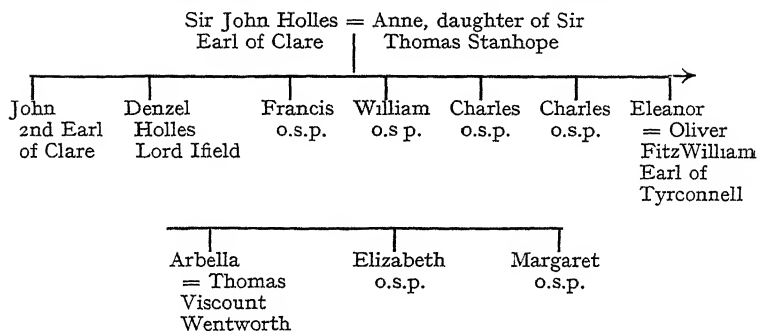 Sir John Holles = Anne, daughter of Sir
Earl of Clare Thomas Stanhope
John
2nd Earl
of Clare
Denzel
Holles
Lord Ifield
Francis
o.s.p.
William
o.s p.
Charles
o.s.p.
Charles
o.s.p.
Eleanor
= Oliver
FitzWilliam
Earl of
Tyrconnell
Arbella
= Thomas
Viscount
Wentworth
Elizabeth
o.s.p.
Margaret
o.s.p.